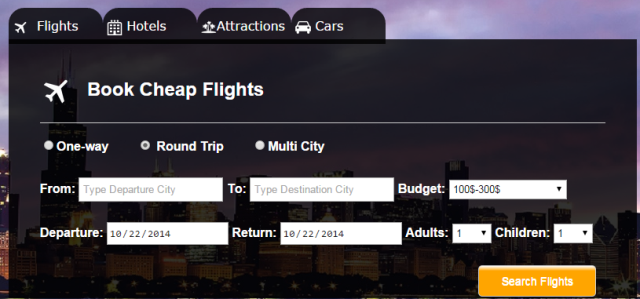 Flights Hotels Attractions Cars
Book Cheap Flights
One-way Round Trip Multi City
From: Type Departure City To: Type Destination City Budget: 100$-300$
Departure: 10/22/2014 Return: 10/22/2014 Adults: 1 Children: 1
Search Flights